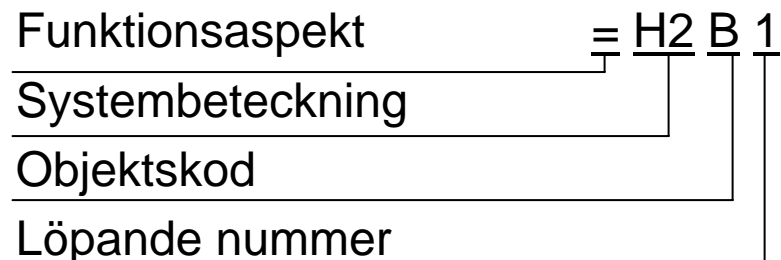 Funktionsaspekt = H2 B 1
Systembeteckning
Objektskod
Löpande nummer